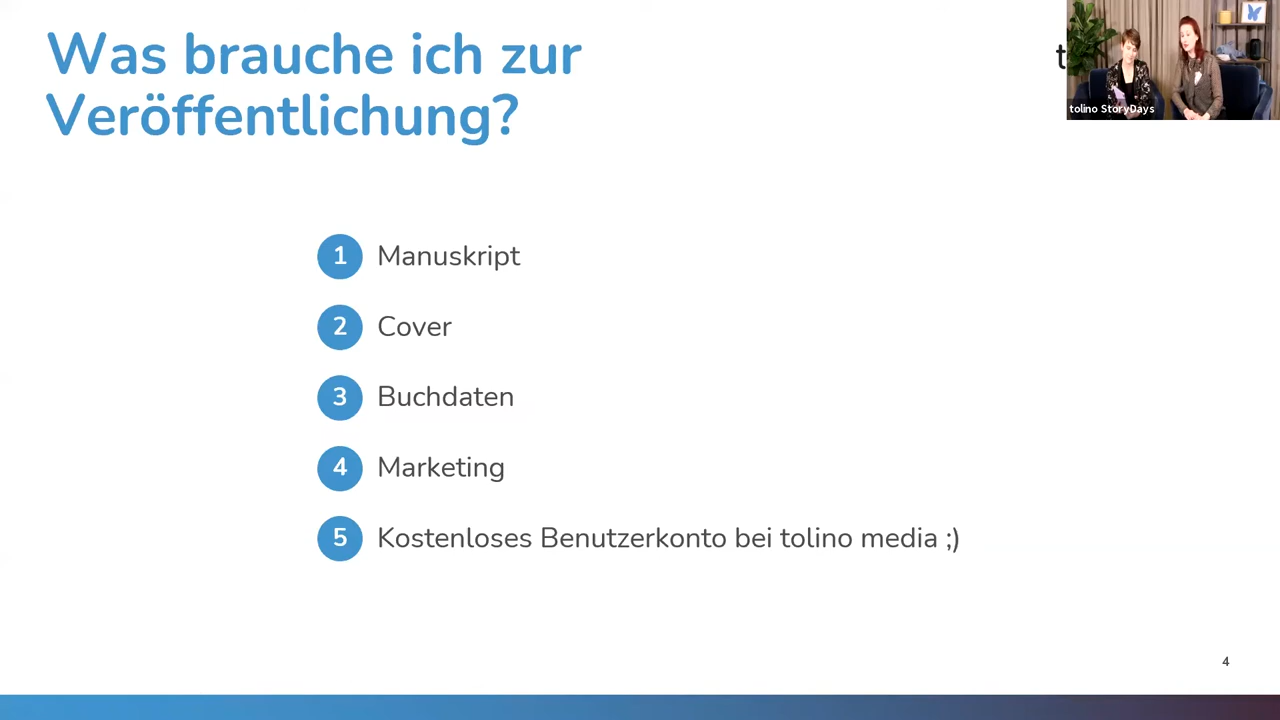 Was brauche ich zur
Veröffentlichung?
tolino StoryDays
1 Manuskript
2 Cover
3 Buchdaten
4 Marketing
5 Kostenloses Benutzerkonto bei tolino media ;)
4